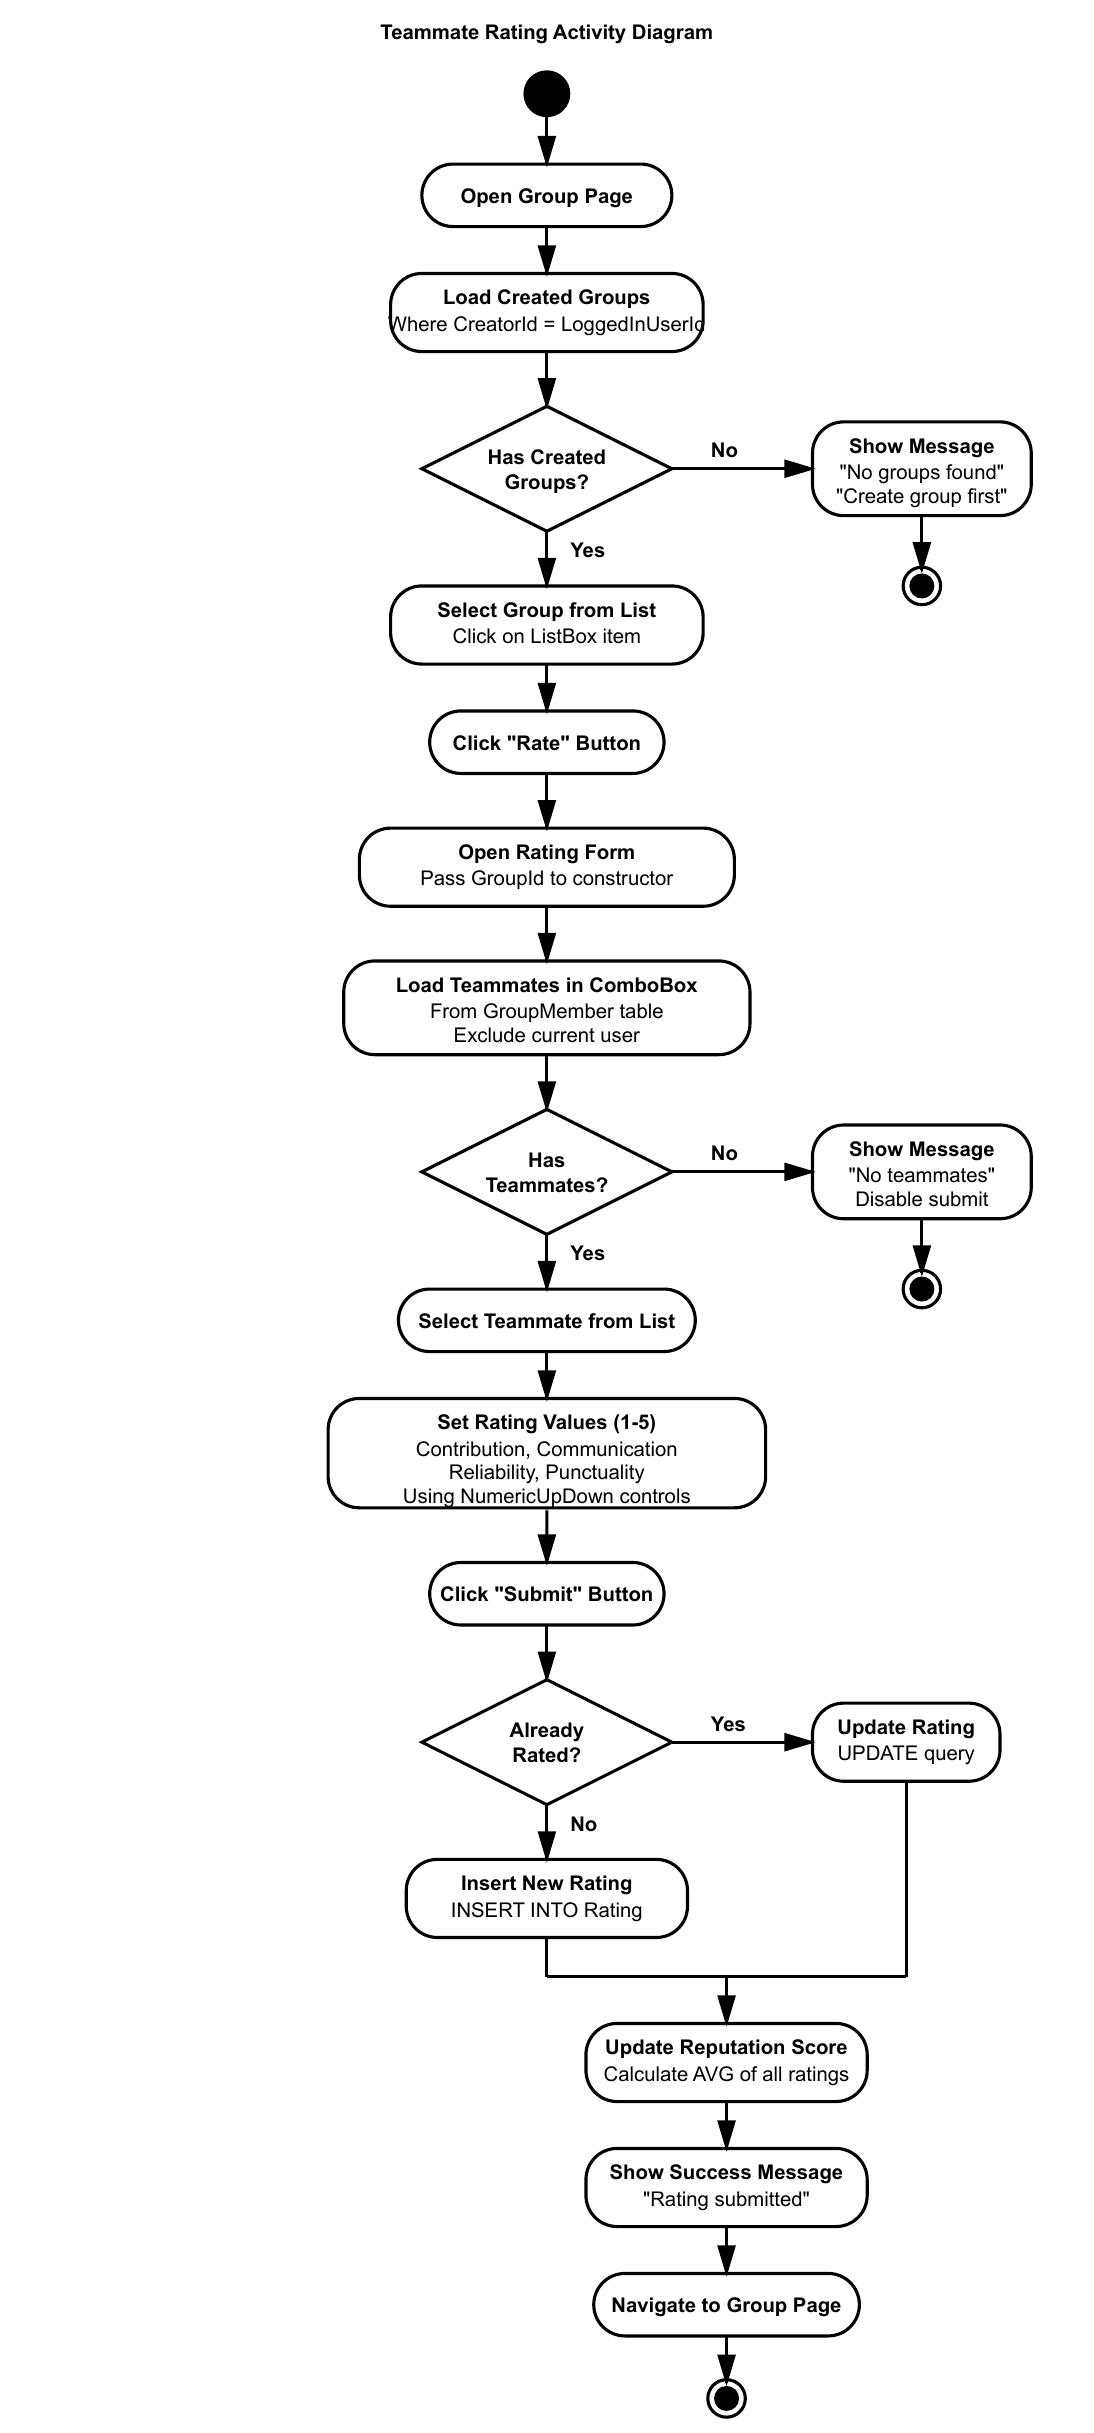 Teammate Rating Activity Diagram
Open Group Page
Load Created Groups
Where CreatorId = LoggedInUserId
Has Created
Groups?
No
Show Message
"No groups found"
"Create group first"
Yes
Select Group from List
Click on ListBox item
Click "Rate" Button
Open Rating Form
Pass GroupId to constructor
Load Teammates in ComboBox
From GroupMember table
Exclude current user
Has
Teammates?
No
Show Message
"No teammates"
Disable submit
Yes
Select Teammate from List
Set Rating Values (1-5)
Contribution, Communication
Reliability, Punctuality
Using NumericUpDown controls
Click "Submit" Button
Already
Rated?
Yes
Update Rating
UPDATE query
No
Insert New Rating
INSERT INTO Rating
Update Reputation Score
Calculate AVG of all ratings
Show Success Message
"Rating submitted"
Navigate to Group Page